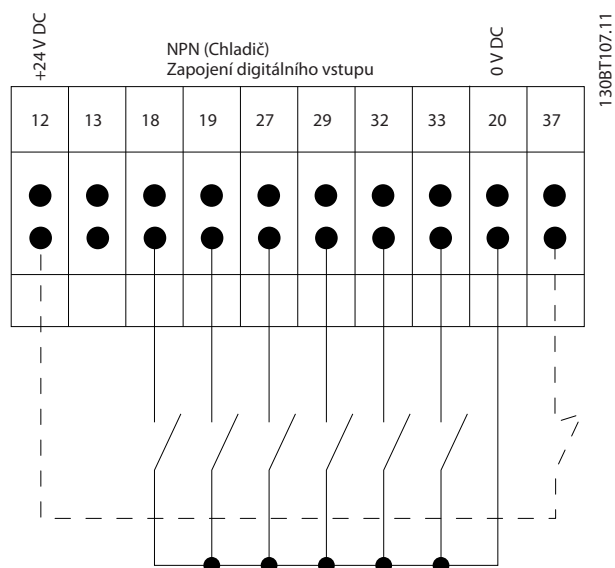 +24 V DC
NPN (Chladič)
Zapojení digitálního vstupu
0 V DC
130BT107.11
12 13 18 19 27 29 32 33 20 37